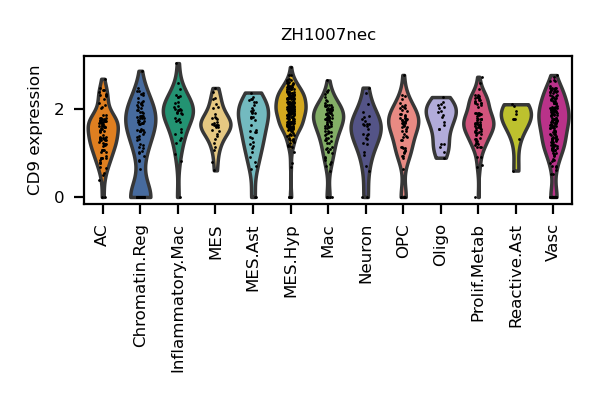 ZH1007nec
CD9 expression
2
0
AC
Chromatin.Reg
Inflammatory.Mac
MES
MES.Ast
MES.Hyp
Mac
Neuron
OPC
Oligo
Prolif.Metab
Reactive.Ast
Vasc